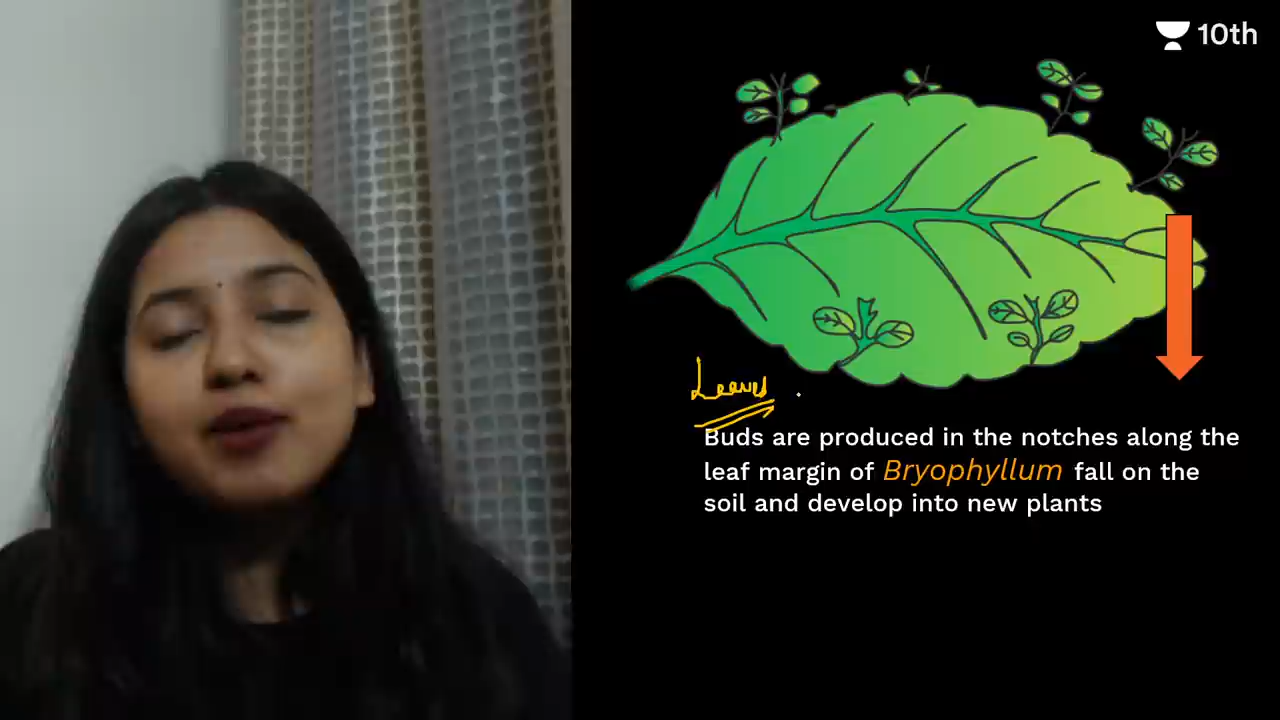 10th
Leaves
Buds are produced in the notches along the
leaf margin of Bryophyllum fall on the
soil and develop into new plants